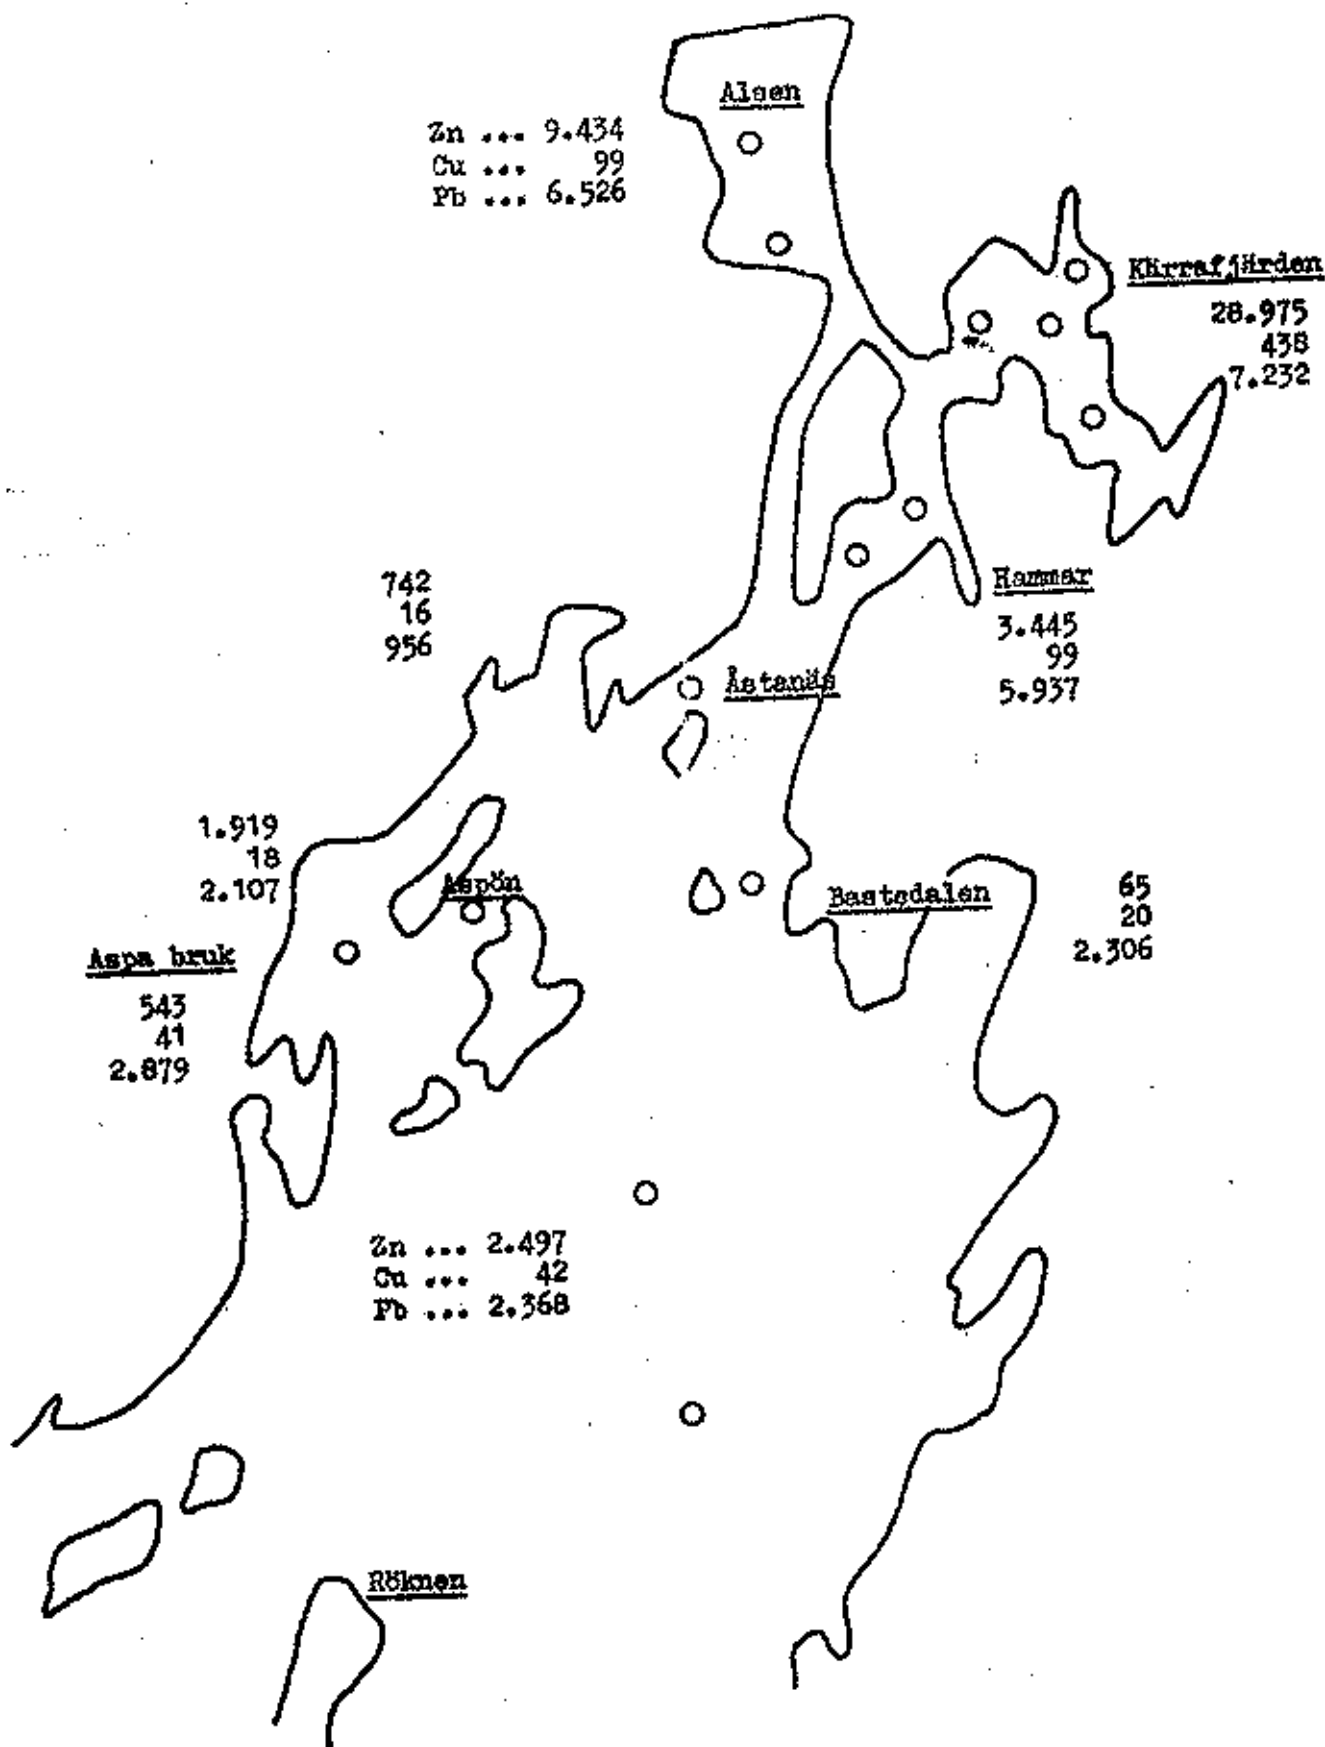 Alsen
Zn ... 9.434
Cu ... 99
Pb ... 6.526
Kärrafjärden
28.975
438
7.232
742
16
956
Hammar
3.445
99
5.937
Åstanäs
1.919
18
2.107
Aspön
Bastedalen
65
20
2.306
Aspa bruk
543
41
2.879
Zn ... 2.497
Cu ... 42
Pb ... 2.368
Röknen